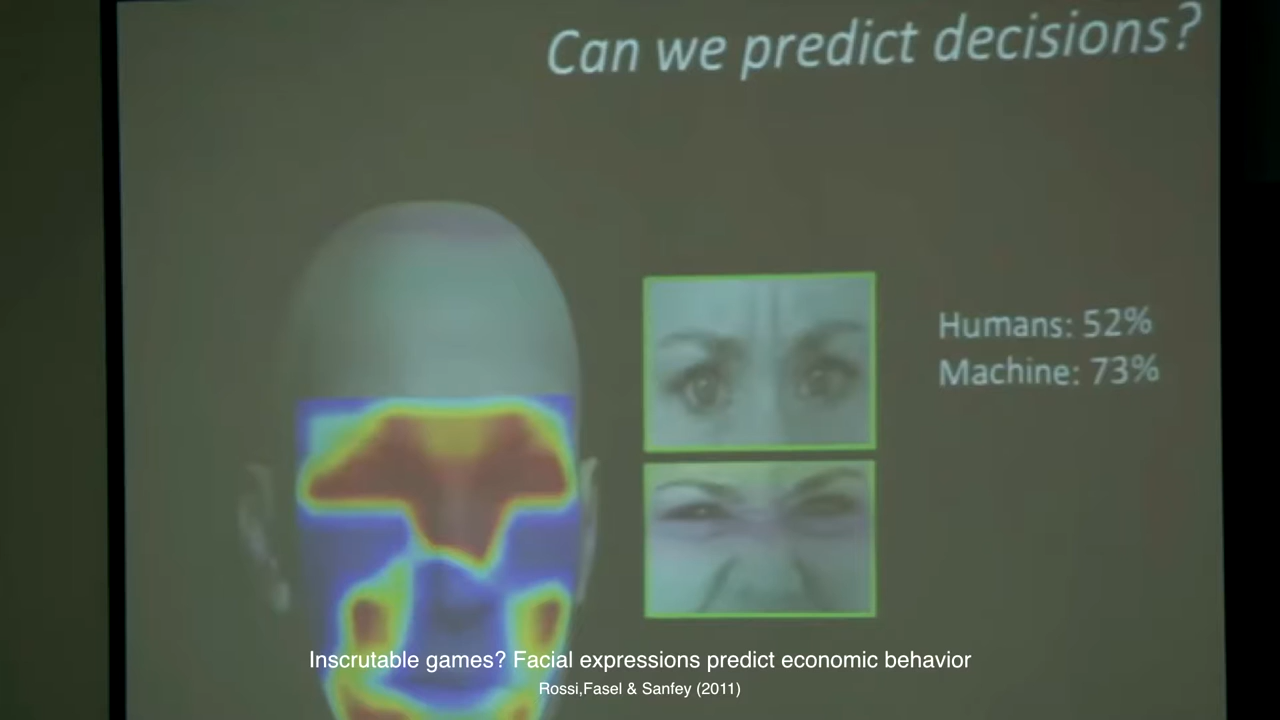 Can we predict decisions?
Humans: 52%
Machine: 73%
Inscrutable games? Facial expressions predict economic behavior
Rossi,Fasel & Sanfey (2011)